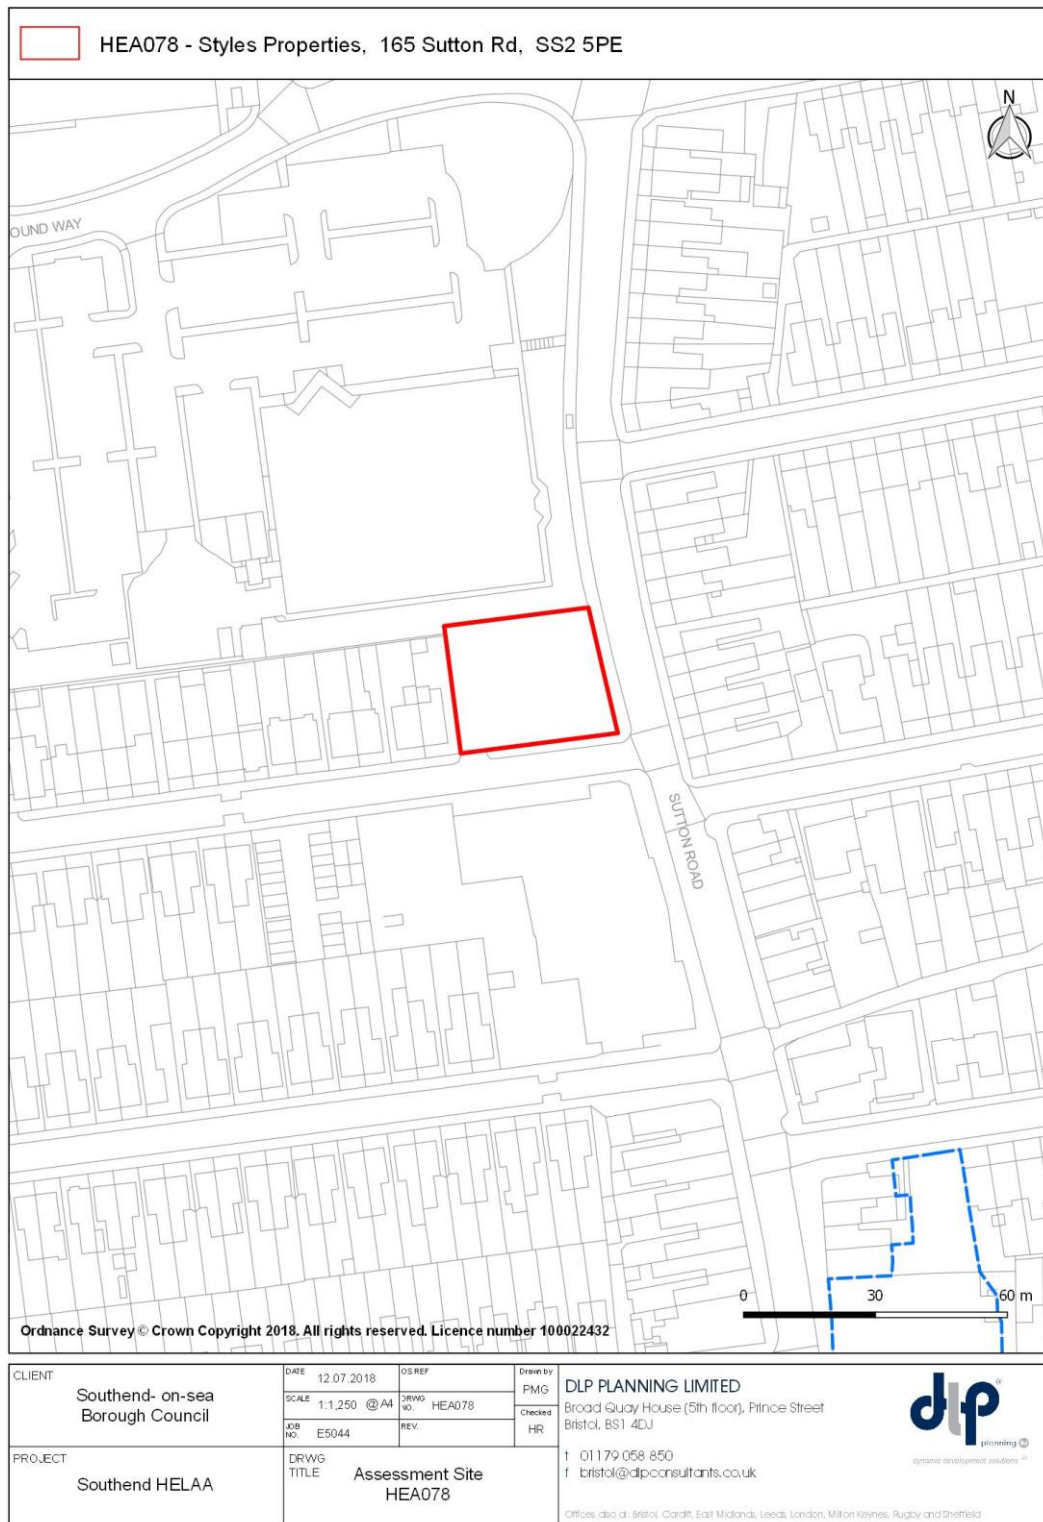 HEA078 - Styles Properties, 165 Sutton Rd, SS2 5PE
N
OUND WAY
SUTTON ROAD
0 30 60 m
Ordnance Survey © Crown Copyright 2018. All rights reserved. Licence number 100022432
CLIENT
Southend- on-sea
Borough Council
PROJECT
Southend HELAA
DATE 12.07.2018
OS REF
SCALE 1:1,250 @ A4
DRWG NO. HEA078
JOB NO. E5044
REV.
Drawn by
PMG
Checked
HR
DRWG TITLE
Assessment Site
HEA078
DLP PLANNING LIMITED
Broad Quay House (5th floor), Prince Street
Bristol, BS1 4DJ
t 01179 058 850
f bristol@dlpconsultants.co.uk
Offices also at: Bristol, Cardiff, East Midlands, Leeds, London, Milton Keynes, Rugby and Sheffield
dlp
planning
dynamic development solutions